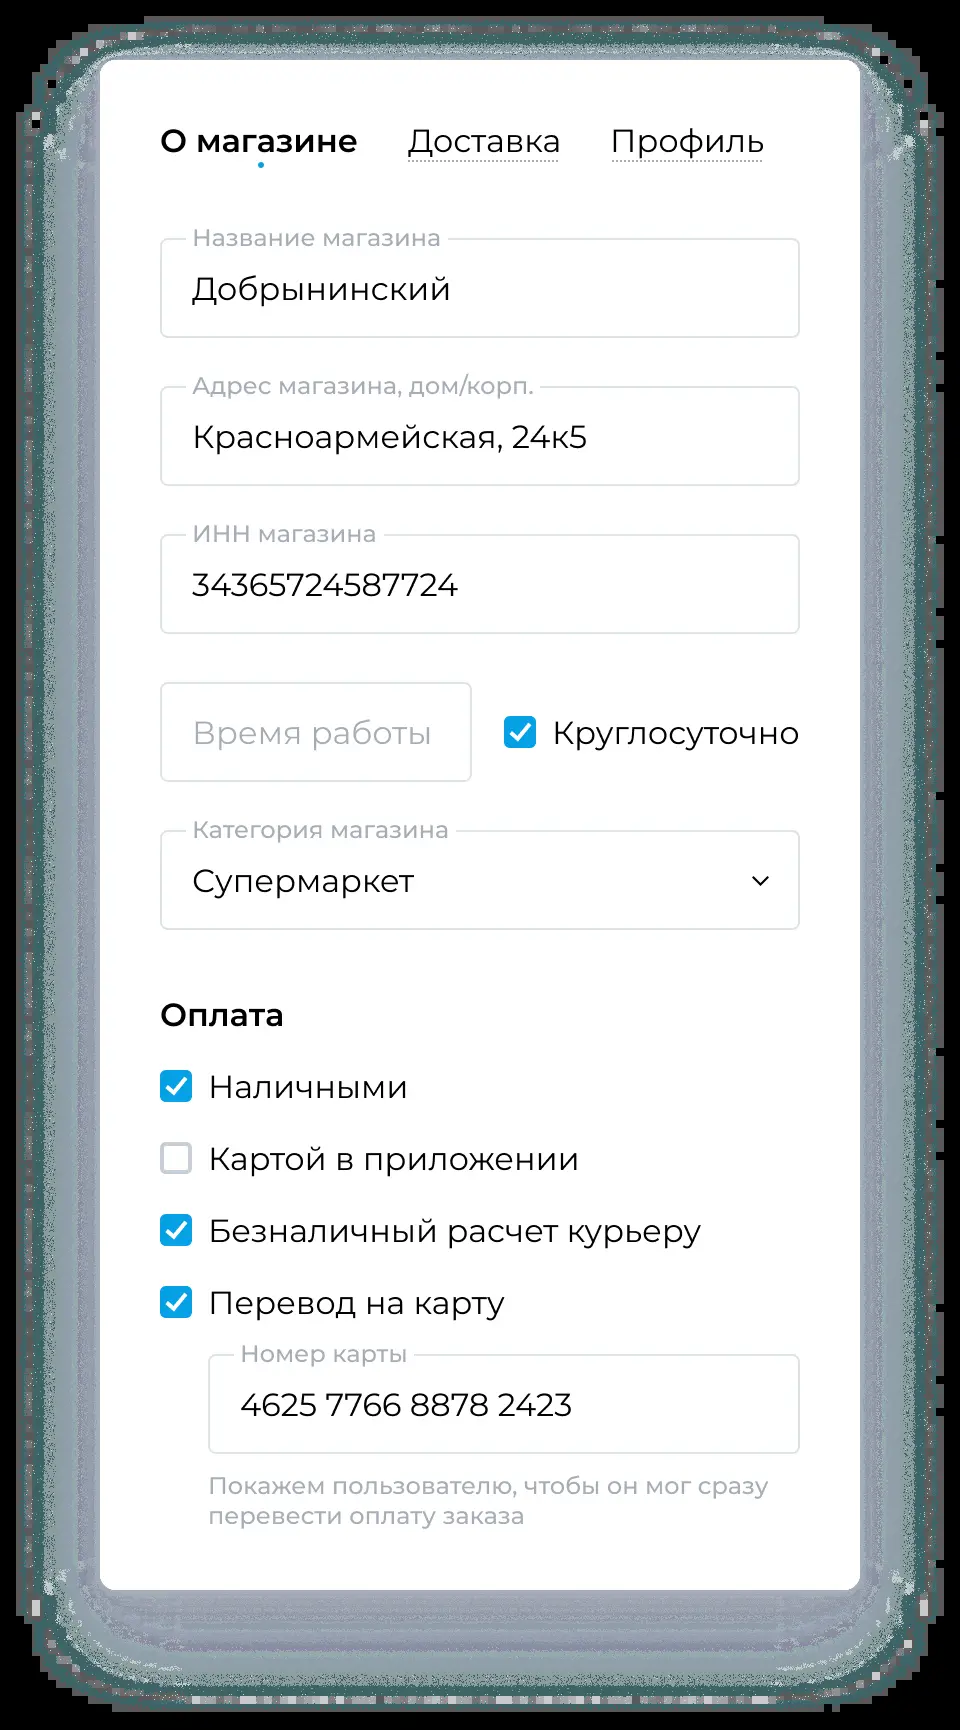 О магазине Доставка Профиль
Название магазина
Добрынинский
Адрес магазина, дом/корп.
Красноармейская, 24к5
ИНН магазина
34365724587724
Время работы Круглосуточно
Категория магазина
Супермаркет
Оплата
Наличными
Картой в приложении
Безналичный расчет курьеру
Перевод на карту
Номер карты
4625 7766 8878 2423
Покажем пользователю, чтобы он мог сразу
перевести оплату заказа